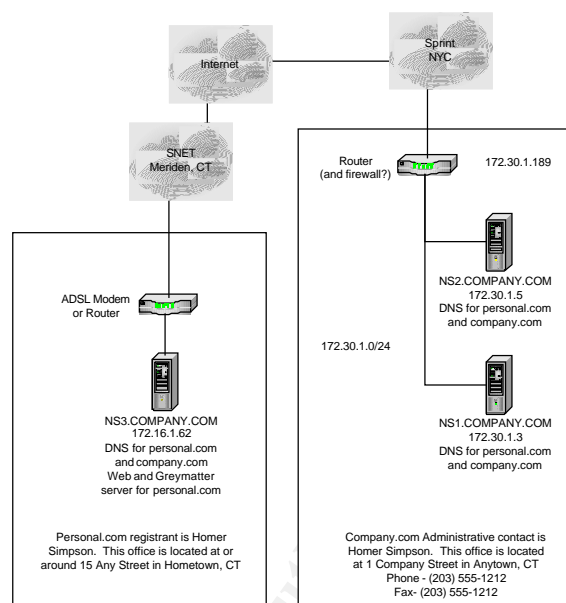 Sprint
NYC
Internet
SNET
Meriden, CT
Router
(and firewall?)
172.30.1.189
ADSL Modem
or Router
NS2.COMPANY.COM
172.30.1.5
DNS for personal.com
and company.com
172.30.1.0/24
NS3.COMPANY.COM
172.16.1.62
DNS for personal.com
and company.com
Web and Greymatter
server for personal.com
NS1.COMPANY.COM
172.30.1.3
DNS for personal.com
and company.com
Personal.com registrant is Homer
Simpson. This office is located at or
around 15 Any Street in Hometown, CT
Company.com Administrative contact is
Homer Simpson. This office is located
at 1 Company Street in Anytown, CT
Phone - (203) 555-1212
Fax- (203) 555-1212